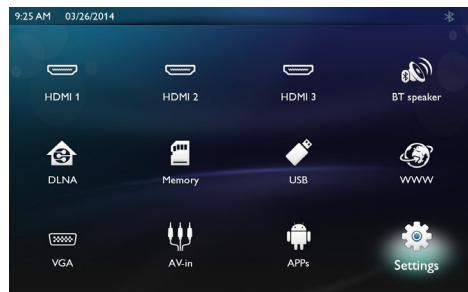 9:25 AM 03/26/2014
HDMI 1 HDMI 2 HDMI 3 BT speaker
DLNA Memory USB WWW
VGA AV-in APPs Settings